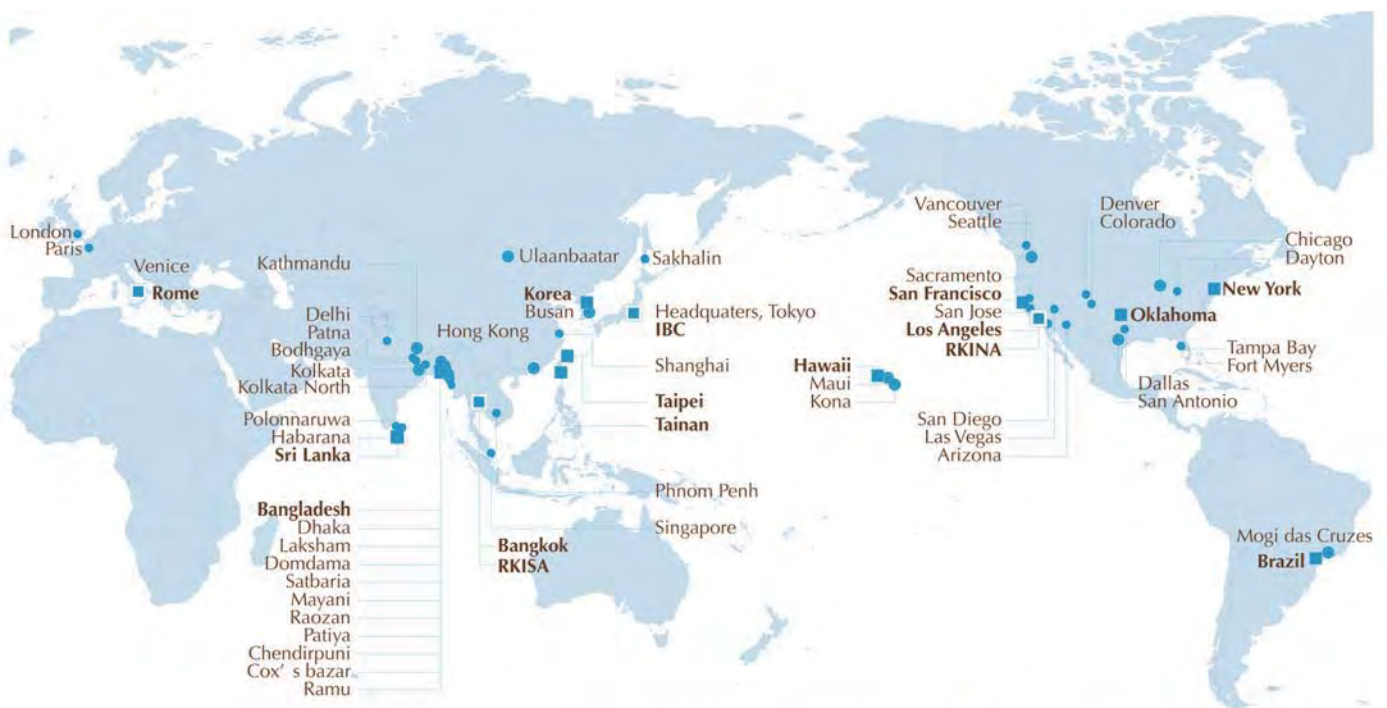 London
Paris
Venice
Rome
Kathmandu
Delhi
Patna
Bodhgaya
Kolkata
Kolkata North
Polonnaruwa
Habarana
Sri Lanka
Bangladesh
Dhaka
Laksham
Domdama
Satbaria
Mayani
Raozan
Patiya
Chendirpuni
Cox' s bazar
Ramu
Ulaanbaatar
Sakhalin
Korea
Busan
Hong Kong
Headquaters, Tokyo
IBC
Shanghai
Taipei
Tainan
Phnom Penh
Singapore
Bangkok
RKISA
Hawaii
Maui
Kona
Vancouver
Seattle
Sacramento
San Francisco
San Jose
Los Angeles
RKINA
San Diego
Las Vegas
Arizona
Denver
Colorado
Chicago
Dayton
New York
Oklahoma
Tampa Bay
Fort Myers
Dallas
San Antonio
Mogi das Cruzes
Brazil